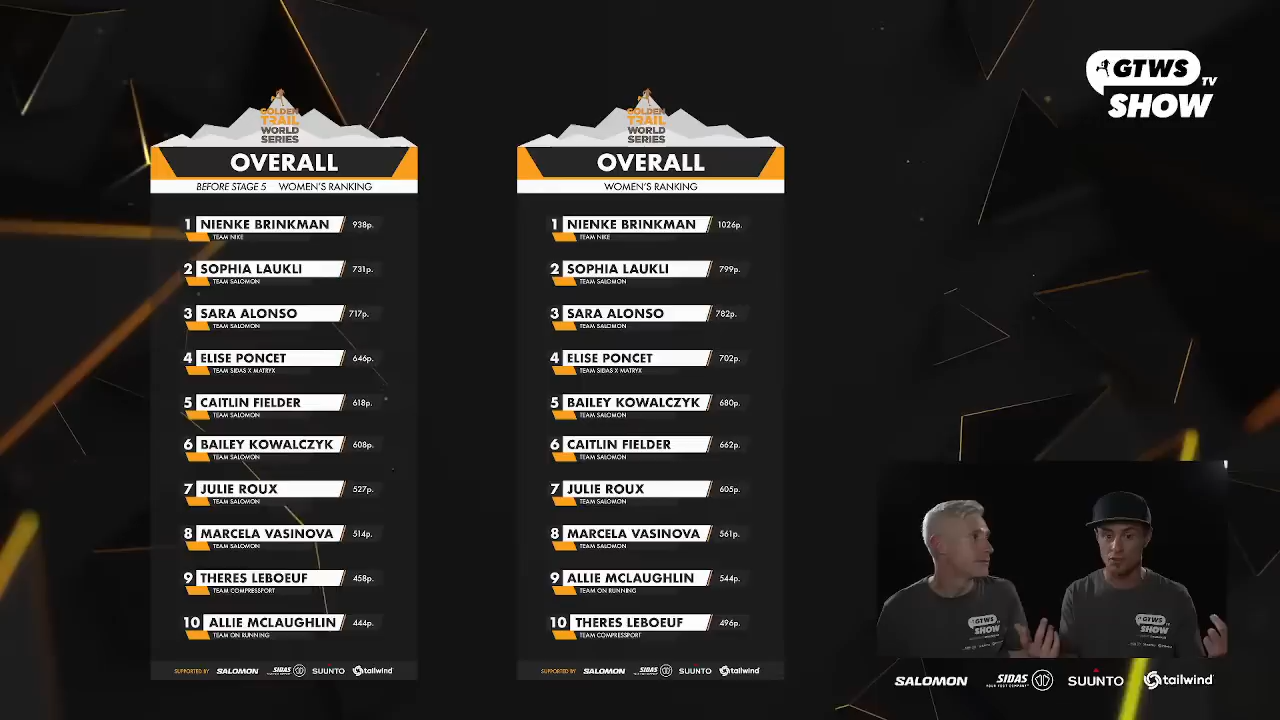 GTWS
TV
SHOW
GOLDEN
TRAIL
WORLD
SERIES
OVERALL
BEFORE STAGE 5 WOMEN'S RANKING
1 NIENKE BRINKMAN 938p.
TEAM NIKE
2 SOPHIA LAUKLI 731p.
TEAM SALOMON
3 SARA ALONSO 717p.
TEAM SALOMON
4 ELISE PONCET 646p.
TEAM SIDAS X MATRYX
5 CAITLIN FIELDER 618p.
TEAM SALOMON
6 BAILEY KOWALCZYK 608p.
TEAM SALOMON
7 JULIE ROUX 527p.
TEAM SALOMON
8 MARCELA VASINOVA 514p.
TEAM SALOMON
9 THERES LEBOEUF 458p.
TEAM COMPRESSPORT
10 ALLIE MCLAUGHLIN 444p.
TEAM ON RUNNING
SUPPORTED BY SALOMON SIDAS SUUNTO tailwind
GOLDEN
TRAIL
WORLD
SERIES
OVERALL
WOMEN'S RANKING
1 NIENKE BRINKMAN 1026p.
TEAM NIKE
2 SOPHIA LAUKLI 799p.
TEAM SALOMON
3 SARA ALONSO 782p.
TEAM SALOMON
4 ELISE PONCET 702p.
TEAM SIDAS X MATRYX
5 BAILEY KOWALCZYK 680p.
TEAM SALOMON
6 CAITLIN FIELDER 662p.
TEAM SALOMON
7 JULIE ROUX 605p.
TEAM SALOMON
8 MARCELA VASINOVA 561p.
TEAM SALOMON
9 ALLIE MCLAUGHLIN 544p.
TEAM ON RUNNING
10 THERES LEBOEUF 496p.
TEAM COMPRESSPORT
SUPPORTED BY SALOMON SIDAS SUUNTO tailwind
GTWS
SHOW
GTWS
SHOW
SALOMON SIDAS SUUNTO tailwind
YOUR FOOT COMPANY